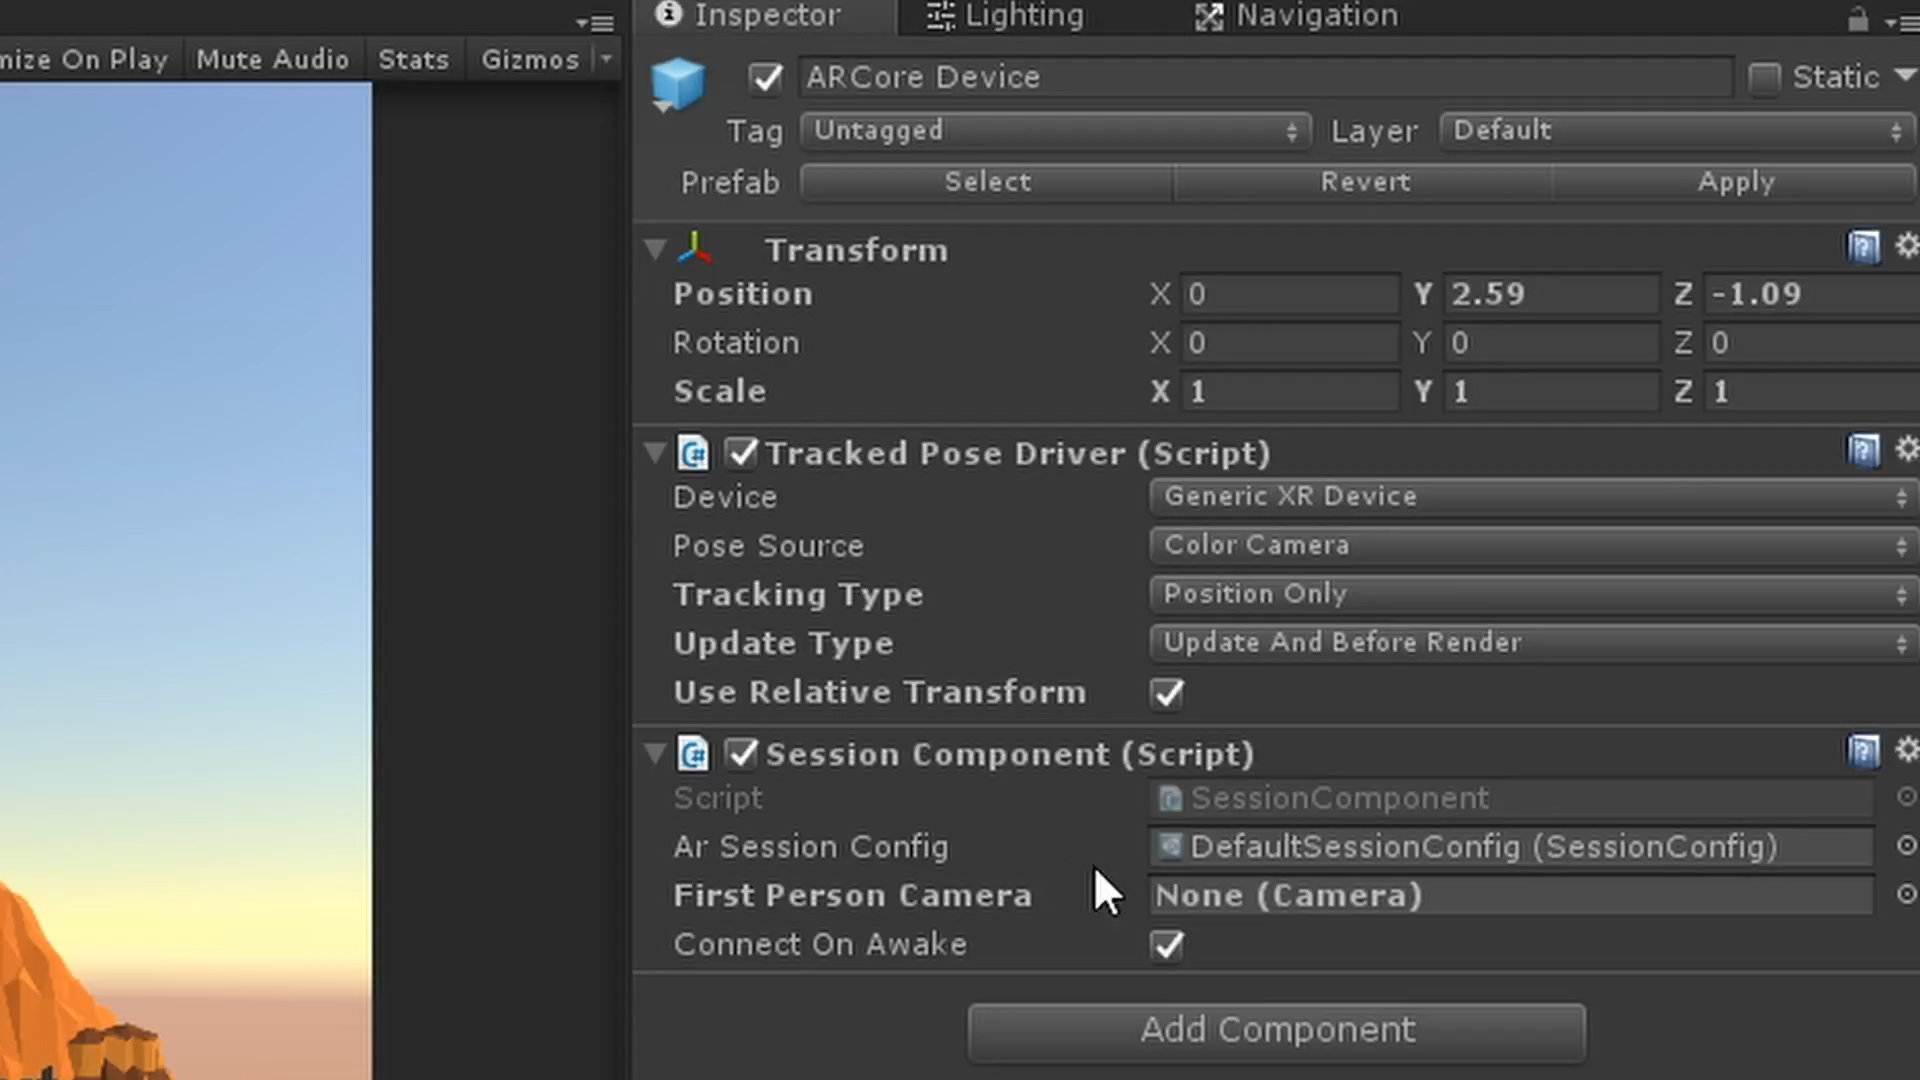 Inspector Lighting Navigation
mize On Play Mute Audio Stats Gizmos
ARCore Device Static
Tag Untagged Layer Default
Prefab Select Revert Apply
Transform
Position X 0 Y 2.59 Z -1.09
Rotation X 0 Y 0 Z 0
Scale X 1 Y 1 Z 1
Tracked Pose Driver (Script)
Device Generic XR Device
Pose Source Color Camera
Tracking Type Position Only
Update Type Update And Before Render
Use Relative Transform
Session Component (Script)
Script SessionComponent
Ar Session Config DefaultSessionConfig (SessionConfig)
First Person Camera None (Camera)
Connect On Awake
Add Component